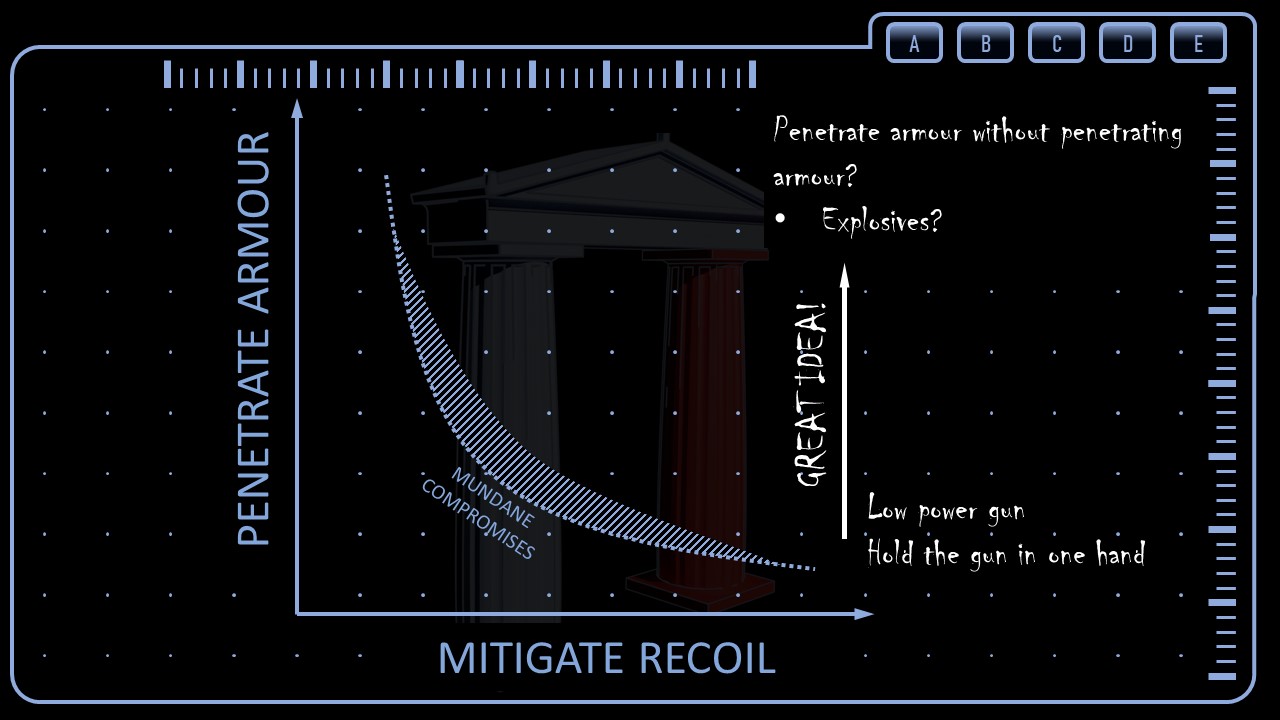 A B C D E
PENETRATE ARMOUR
Penetrate armour without penetrating
armour?
• Explosives?
GREAT IDEA!
MUNDANE
COMPROMISES
Low power gun
Hold the gun in one hand
MITIGATE RECOIL